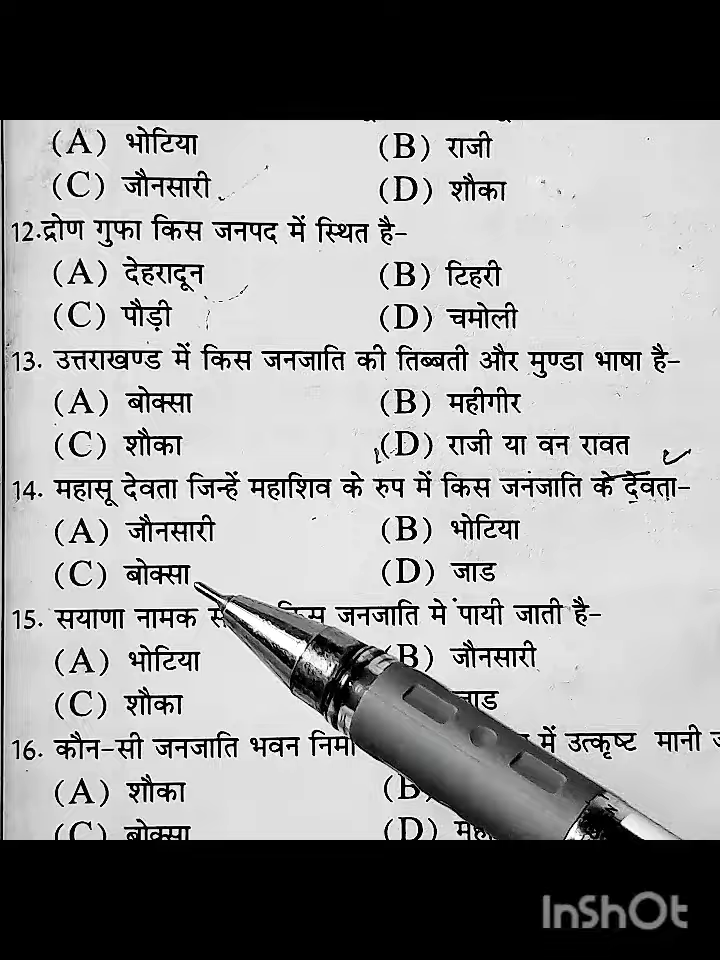 (A) भोटिया (B) राजी
(C) जौनसारी (D) शौका
12.द्रोण गुफा किस जनपद में स्थित है-
(A) देहरादून (B) टिहरी
(C) पौड़ी (D) चमोली
13. उत्तराखण्ड में किस जनजाति की तिब्बती और मुण्डा भाषा है-
(A) बोक्सा (B) महीगीर
(C) शौका (D) राजी या वन रावत
14. महासू देवता जिन्हें महाशिव के रुप में किस जनजाति के देवता-
(A) जौनसारी (B) भोटिया
(C) बोक्सा (D) जाड
15. सयाणा नामक किस जनजाति में पायी जाती है-
(A) भोटिया (B) जौनसारी
(C) शौका जाड
16. कौन-सी जनजाति भवन में उत्कृष्ट मानी
(A) शौका (B)
(C) बोक्सा (D)
InShOt